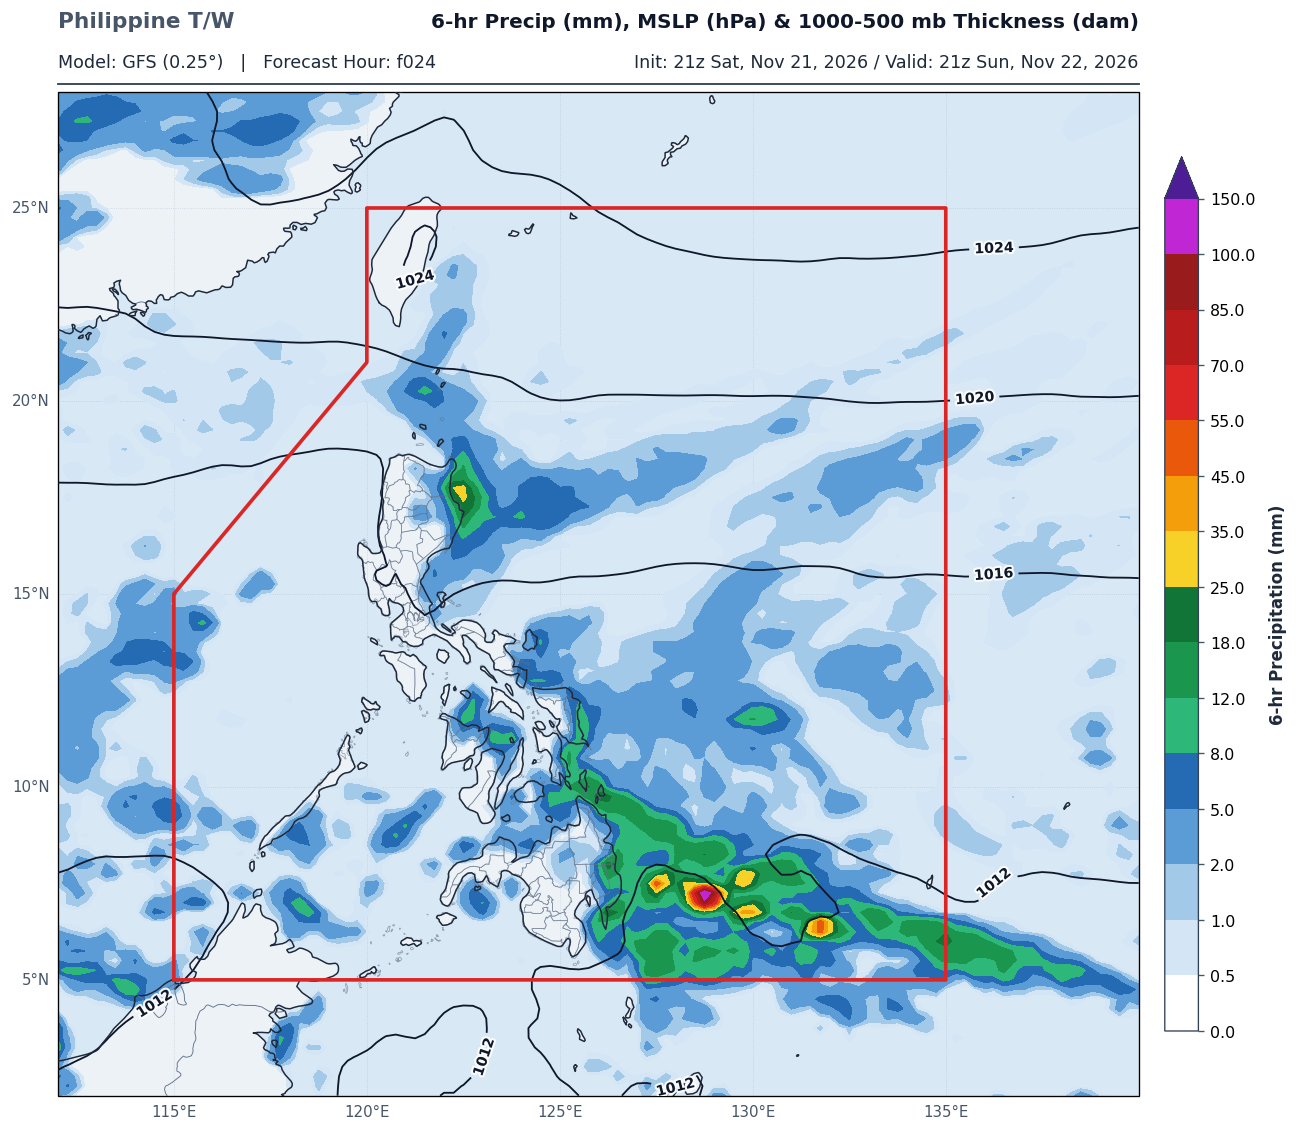 Philippine T/W
6-hr Precip (mm), MSLP (hPa) & 1000-500 mb Thickness (dam)
Model: GFS (0.25°)   |   Forecast Hour: f024
Init: 21z Sat, Nov 21, 2026 / Valid: 21z Sun, Nov 22, 2026
25°N
20°N
15°N
10°N
5°N
115°E
120°E
125°E
130°E
135°E
1024
1024
1020
1016
1012
1012
1012
1012
150.0
100.0
85.0
70.0
55.0
45.0
35.0
25.0
18.0
12.0
8.0
5.0
2.0
1.0
0.5
0.0
6-hr Precipitation (mm)